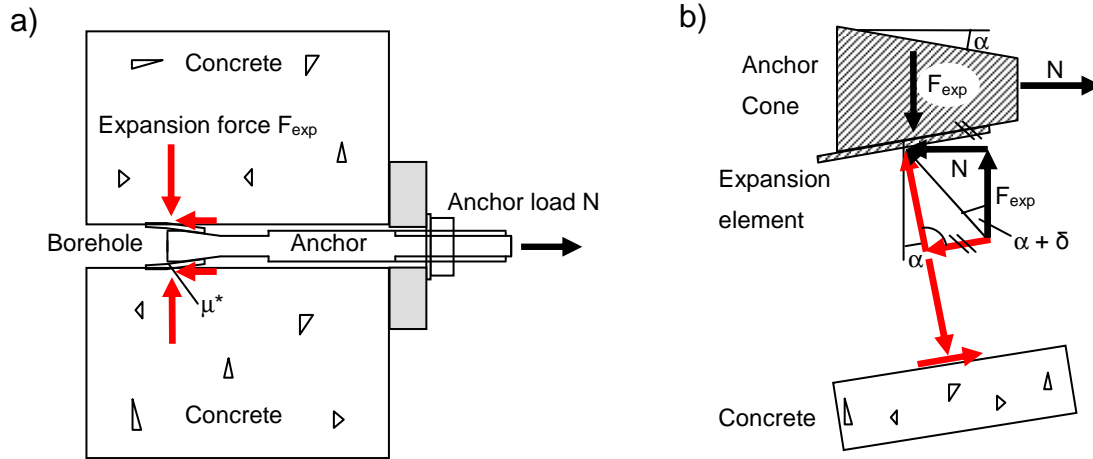 a)
Concrete
Expansion force Fexp
Anchor load N
Borehole
Anchor
μ*
Concrete
b)
α
Anchor
Cone
Fexp
N
Expansion
element
N
Fexp
α + δ
α
Concrete